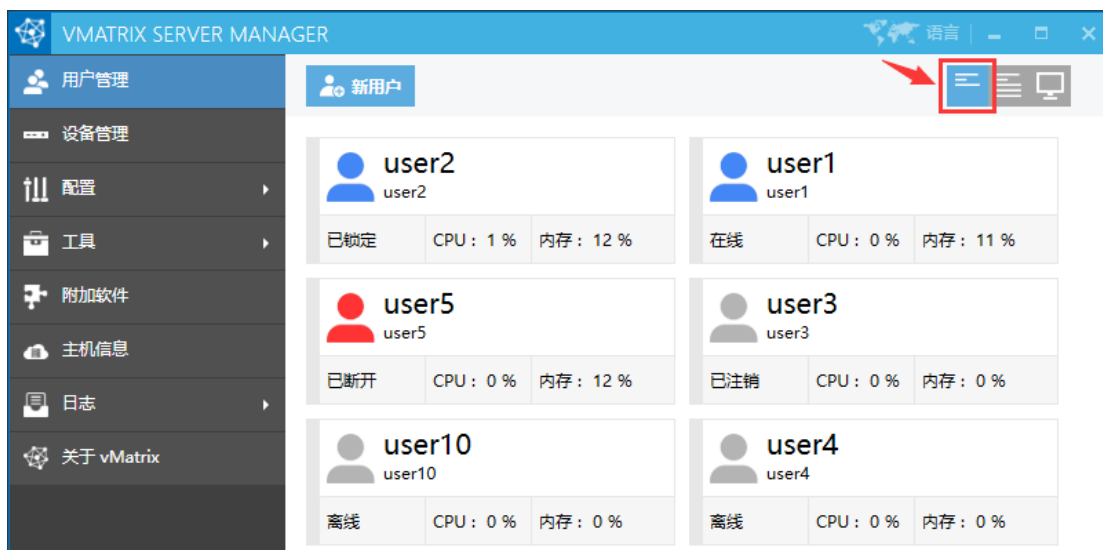 VMATRIX SERVER MANAGER
语言
用户管理
设备管理
配置
工具
附加软件
主机信息
日志
关于 vMatrix
新用户
user2
user2
已锁定 CPU： 1 % 内存： 12 %
user1
user1
在线 CPU： 0 % 内存： 11 %
user5
user5
已断开 CPU： 0 % 内存： 12 %
user3
user3
已注销 CPU： 0 % 内存： 0 %
user10
user10
离线 CPU： 0 % 内存： 0 %
user4
user4
离线 CPU： 0 % 内存： 0 %